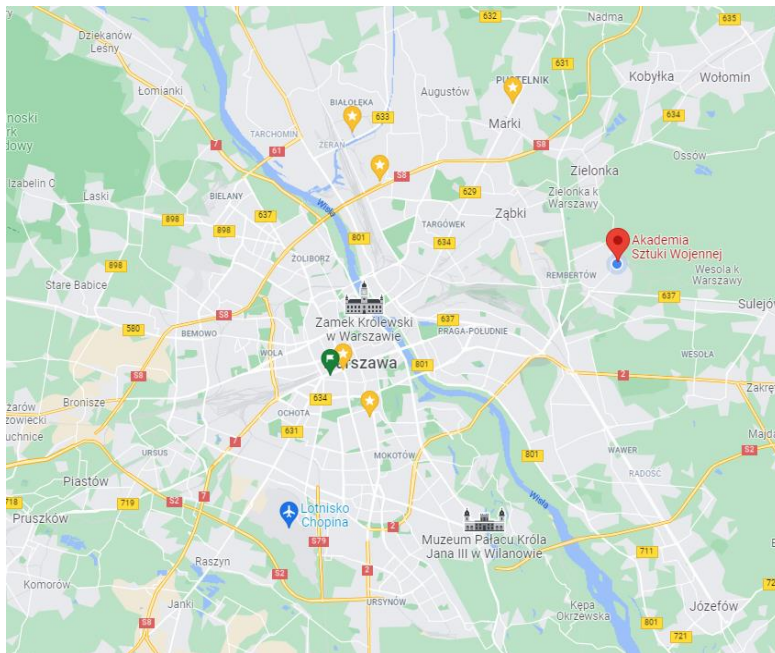 632
Nadma
635
Dziekanów
Leśny
631
PUSTELNIK
Kobyłka
Wołomin
Łomianki
Augustów
BIAŁOŁĘKA
633
634
Marki
TARCHOMIN
ŻERAŃ
7
61
S8
Ossów
Zielonka
Izabelin C
Laski
BIELANY
S8
629
Zielonka k
Warszawy
898
637
Ząbki
Wisła
TARGÓWEK
898
801
634
Akademia
Sztuki Wojennej
ŻOLIBORZ
898
REMBERTÓW
Wesoła k
Warszawy
Stare Babice
637
Sulejów
S8
Zamek Królewski
w Warszawie
637
PRAGA-POŁUDNIE
580
BEMOWO
WOLA
WESOŁA
801
S8
2
634
Zakręt
Bronisze
OCHOTA
631
7
URSUS
MOKOTÓW
801
WAWER
S2
Piastów
RADOŚĆ
S2
7
718
719
Lotnisko
Chopina
Wisła
Pruszków
2
S79
Muzeum Pałacu Króla
Jana III w Wilanowie
711
Raszyn
S2
2
Komorów
Janki
URSYNÓW
Kępa
Okrzewska
Józefów
S8
801
721